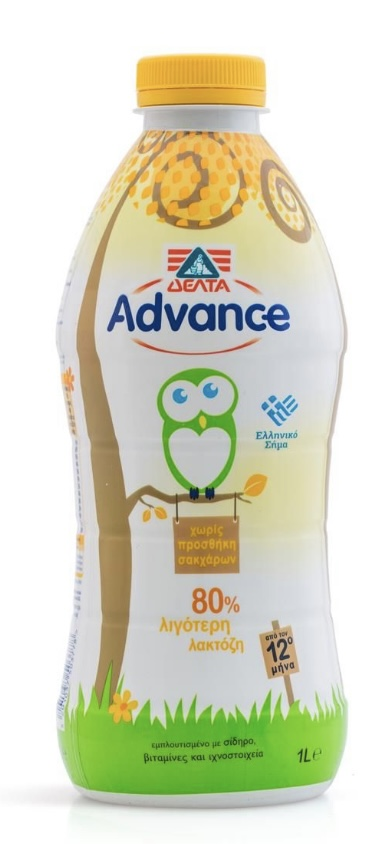 ΔΕΛΤΑ
Advance
Ελληνικό
Σήμα
χωρίς
προσθήκη
σακχάρων
80%
λιγότερη
λακτόζη
από τον
12º
μήνα
εμπλουτισμένο με σίδηρο,
βιταμίνες και ιχνοστοιχεία
1L℮